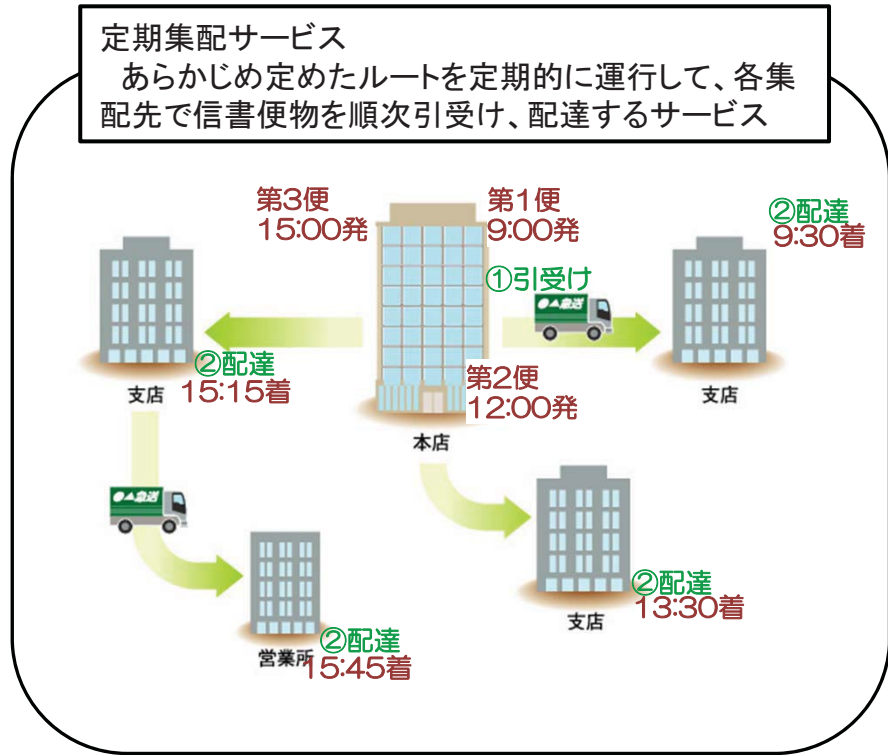 定期集配サービス
あらかじめ定めたルートを定期的に運行して、各集
配先で信書便物を順次引受け、配達するサービス
第3便
15:00発
第1便
9:00発
②配達
9:30着
①引受け
●▲急送
②配達
15:15着
支店
第2便
12:00発
支店
本店
●▲急送
②配達
13:30着
支店
②配達
営業所
15:45着